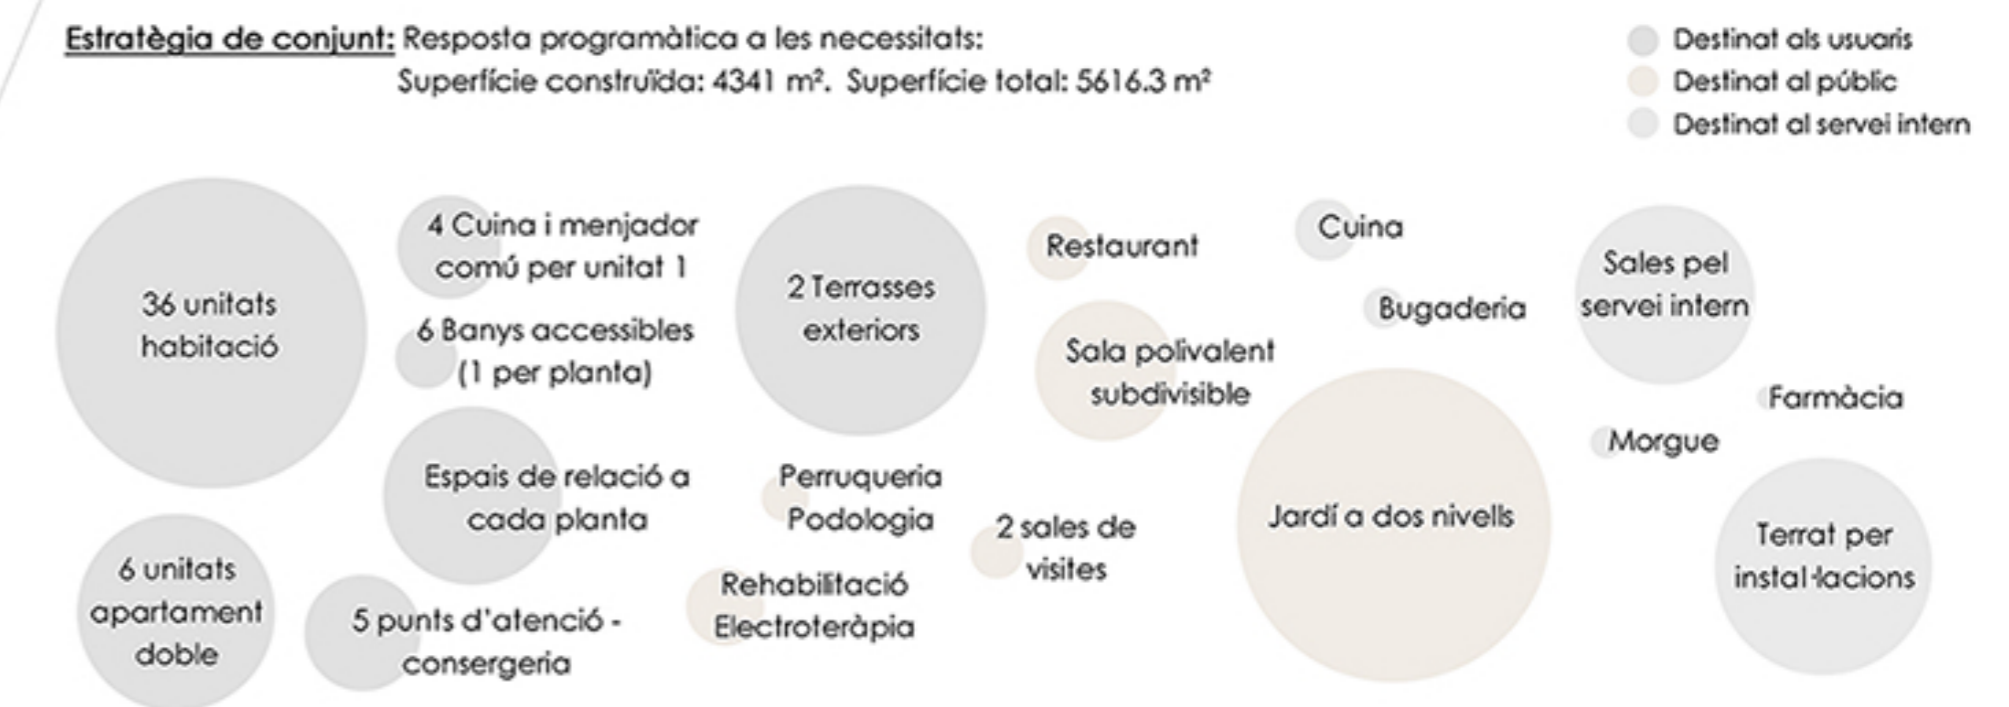 Estratègia de conjunt: Resposta programàtica a les necessitats:
Superfície construïda: 4341 m². Superfície total: 5616.3 m²
Destinat als usuaris
Destinat al públic
Destinat al servei intern
36 unitats
habitació
4 Cuina i menjador
comú per unitat 1
6 Banys accessibles
(1 per planta)
Espais de relació a
cada planta
6 unitats
apartament
doble
5 punts d'atenció -
consergeria
2 Terrasses
exteriors
Perruqueria
Podologia
Rehabilitació
Electroteràpia
2 sales de
visites
Restaurant
Sala polivalent
subdivisible
Jardí a dos nivells
Cuina
Bugaderia
Sales pel
servei intern
Farmàcia
Morgue
Terrat per
instal·lacions